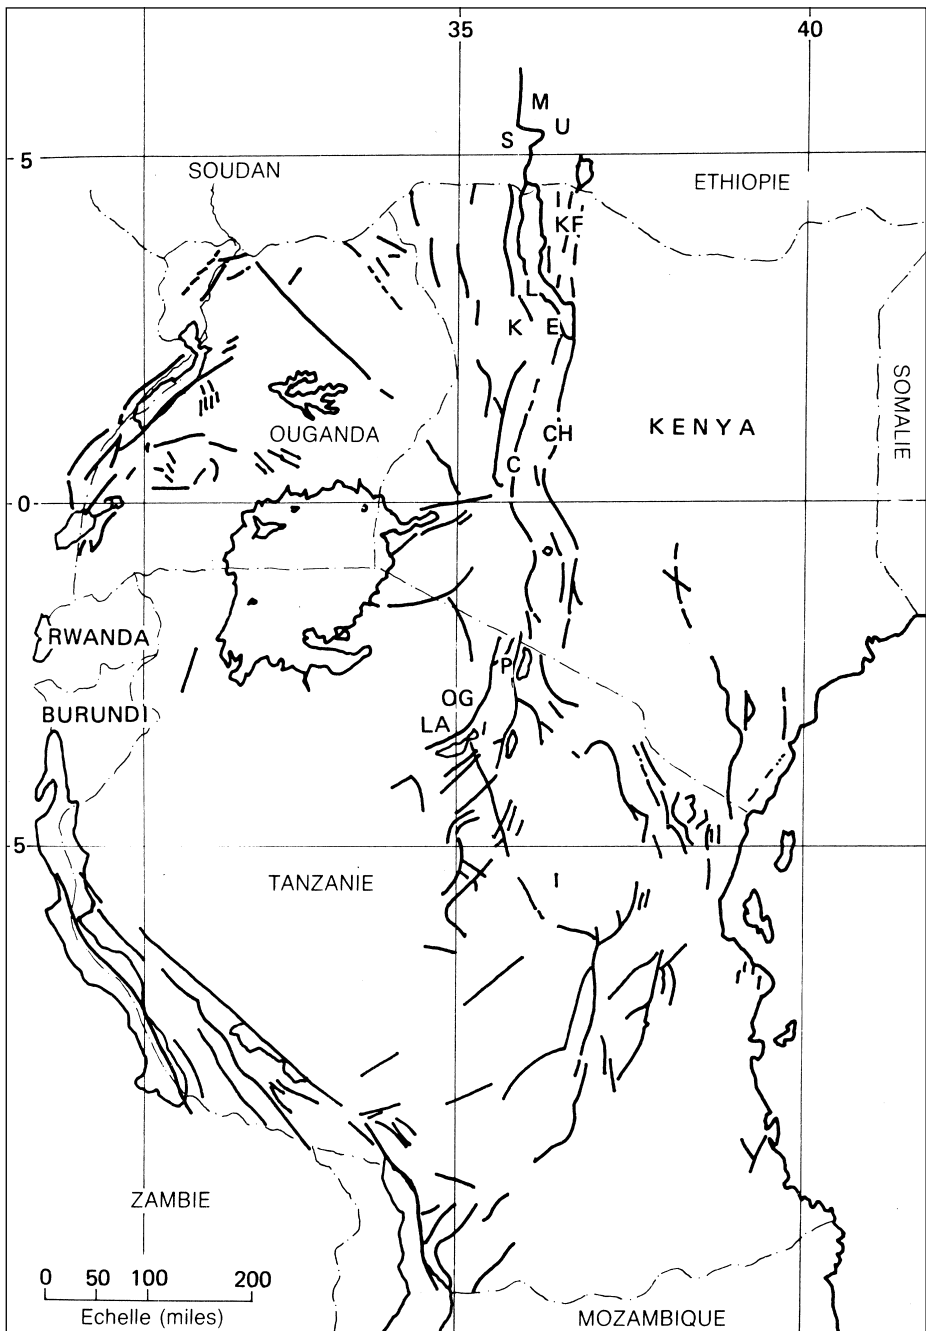 35
40
M
U
S
5
SOUDAN
ETHIOPIE
KF
L
K
E
SOMALIE
KENYA
OUGANDA
CH
C
0
RWANDA
P
OG
BURUNDI
LA
5
TANZANIE
ZAMBIE
0 50 100 200
Echelle (miles)
MOZAMBIQUE